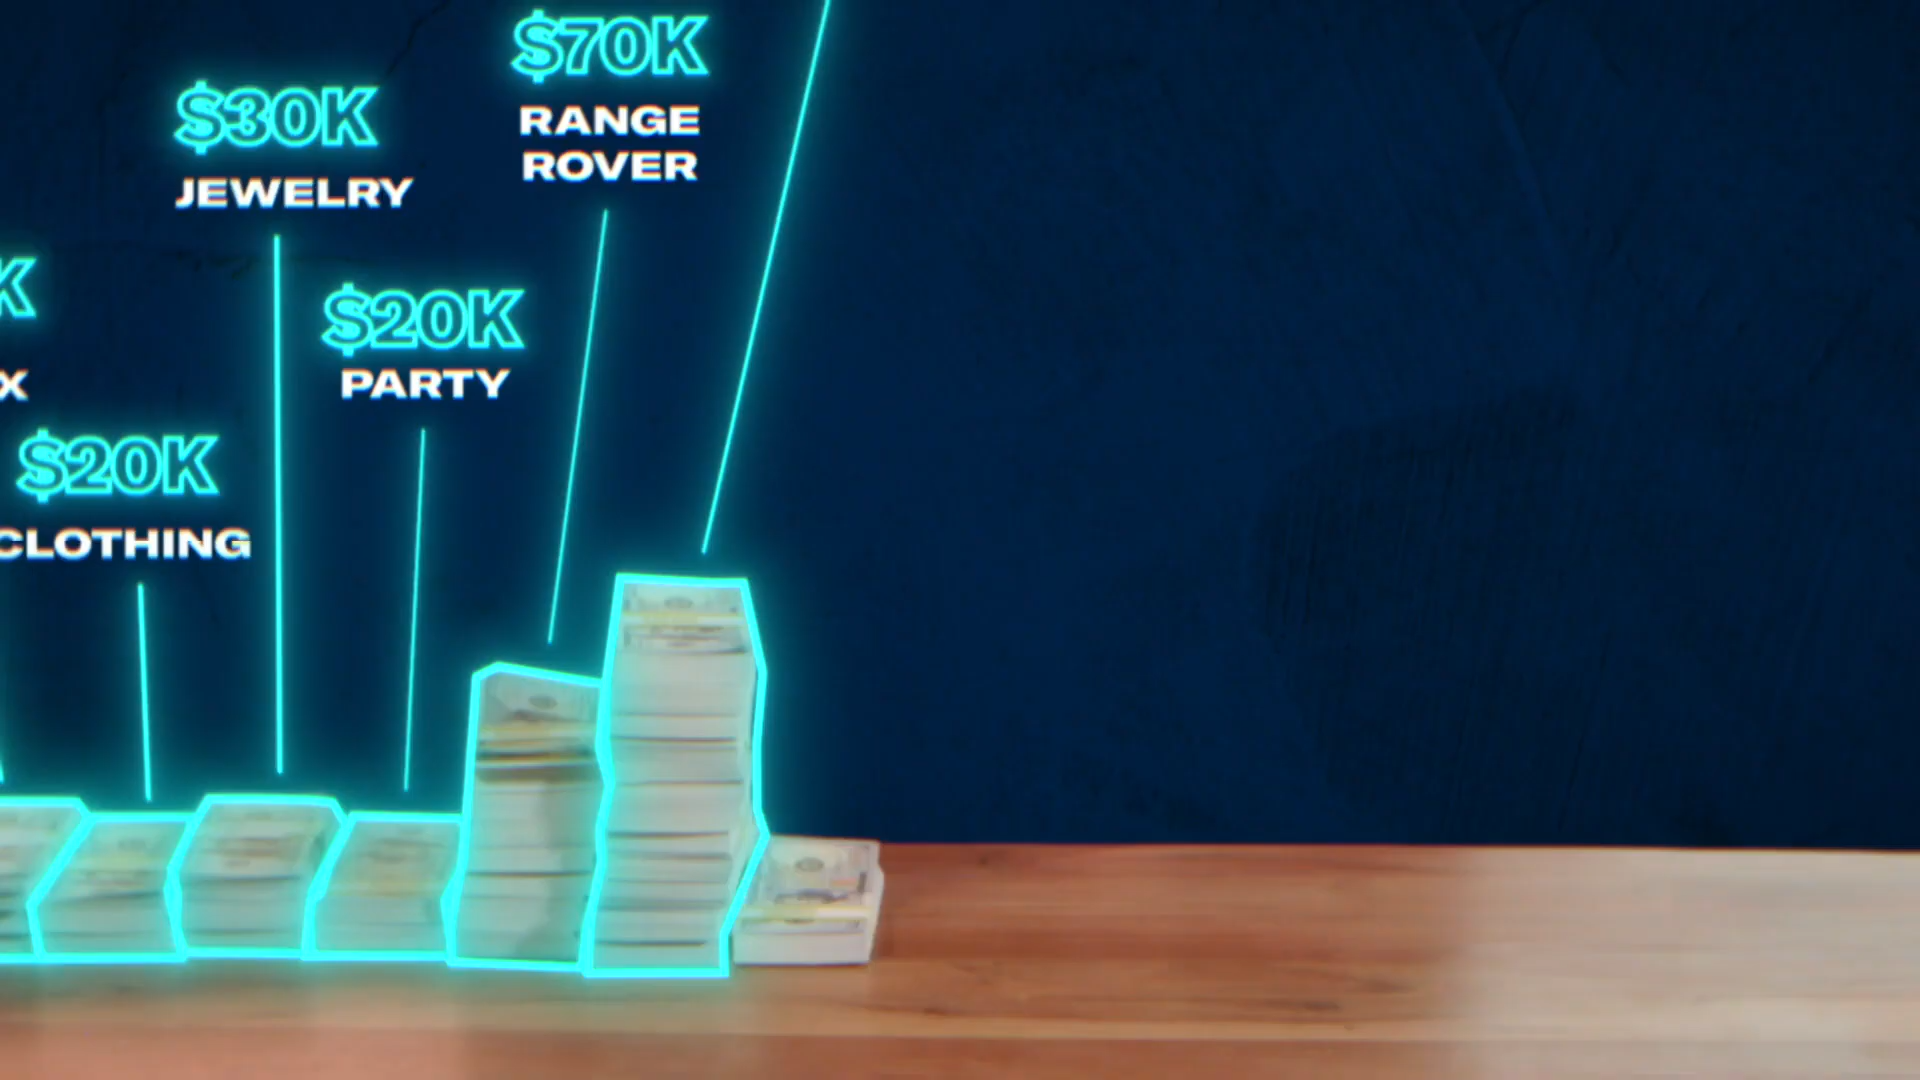 $70K
RANGE
ROVER
$30K
JEWELRY
$20K
PARTY
K
X
$20K
CLOTHING